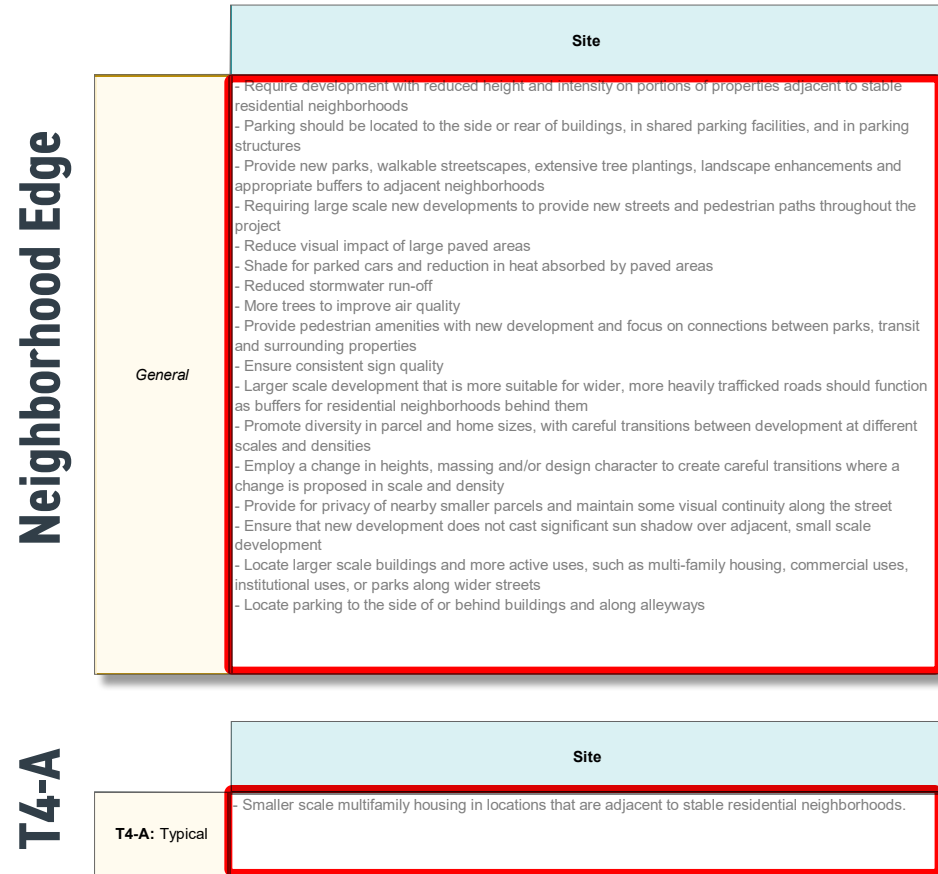 Neighborhood Edge
Site
General
- Require development with reduced height and intensity on portions of properties adjacent to stable
residential neighborhoods
- Parking should be located to the side or rear of buildings, in shared parking facilities, and in parking
structures
- Provide new parks, walkable streetscapes, extensive tree plantings, landscape enhancements and
appropriate buffers to adjacent neighborhoods
- Requiring large scale new developments to provide new streets and pedestrian paths throughout the
project
- Reduce visual impact of large paved areas
- Shade for parked cars and reduction in heat absorbed by paved areas
- Reduced stormwater run-off
- More trees to improve air quality
- Provide pedestrian amenities with new development and focus on connections between parks, transit
and surrounding properties
- Ensure consistent sign quality
- Larger scale development that is more suitable for wider, more heavily trafficked roads should function
as buffers for residential neighborhoods behind them
- Promote diversity in parcel and home sizes, with careful transitions between development at different
scales and densities
- Employ a change in heights, massing and/or design character to create careful transitions where a
change is proposed in scale and density
- Provide for privacy of nearby smaller parcels and maintain some visual continuity along the street
- Ensure that new development does not cast significant sun shadow over adjacent, small scale
development
- Locate larger scale buildings and more active uses, such as multi-family housing, commercial uses,
institutional uses, or parks along wider streets
- Locate parking to the side of or behind buildings and along alleyways
T4-A
Site
T4-A: Typical
- Smaller scale multifamily housing in locations that are adjacent to stable residential neighborhoods.